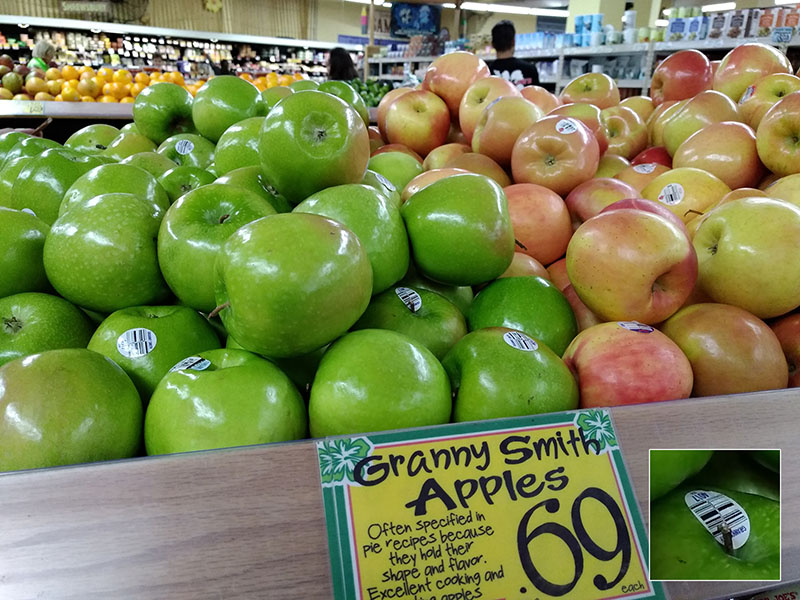 Granny Smith
Apples
Often specified in
pie recipes because
they hold their
shape and flavor.
Excellent cooking and
apples
.69
each